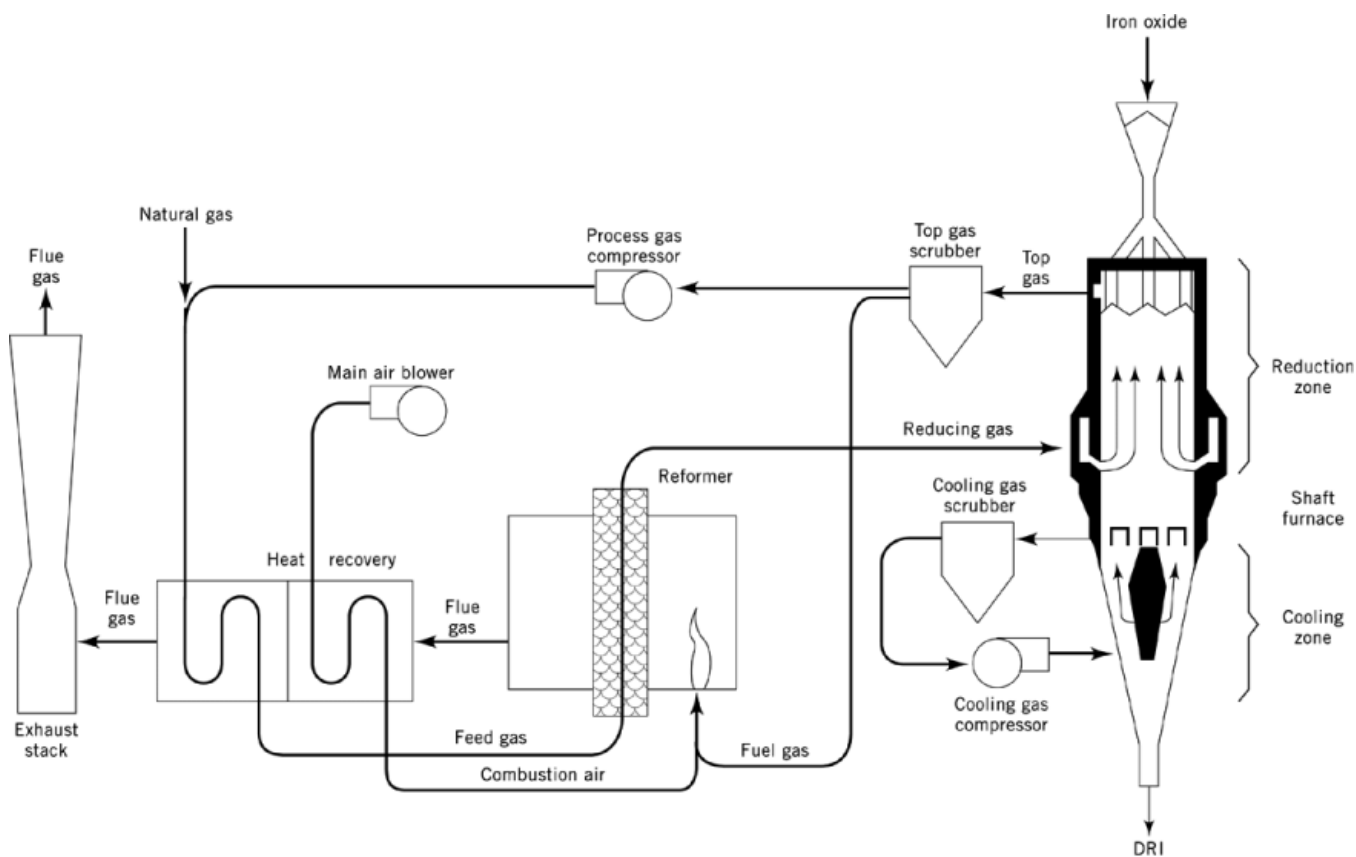 Iron oxide
Natural gas
Flue
gas
Process gas
compressor
Top gas
scrubber
Top
gas
Reduction
zone
Main air blower
Reducing gas
Reformer
Cooling gas
scrubber
Shaft
furnace
Heat recovery
Flue
gas
Flue
gas
Cooling
zone
Cooling gas
compressor
Exhaust
stack
Feed gas
Fuel gas
Combustion air
DRI